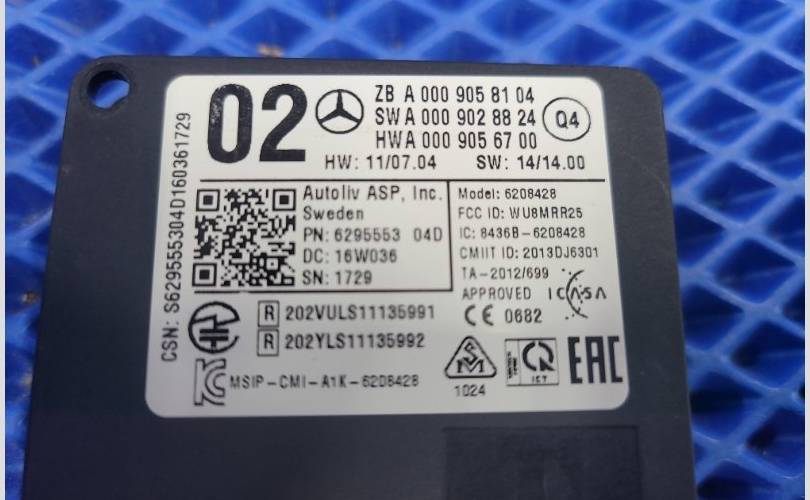 02
ZB A 000 905 81 04
SW A 000 902 88 24
HW A 000 905 67 00
Q4
HW: 11/07.04 SW: 14/14.00
CSN: S629555304D160361729
Autoliv ASP, Inc.
Sweden
PN: 6295553 04D
DC: 16W036
SN: 1729
Model: 6208428
FCC ID: WU8MRR25
IC: 8436B-6208428
CMIIT ID: 2013DJ6301
TA-2012/699
APPROVED ICASA
CE 0682
R 202VULS11135991
R 202YLS11135992
MSIP-CMI-A1K-6208428
1024
ICT
EAC